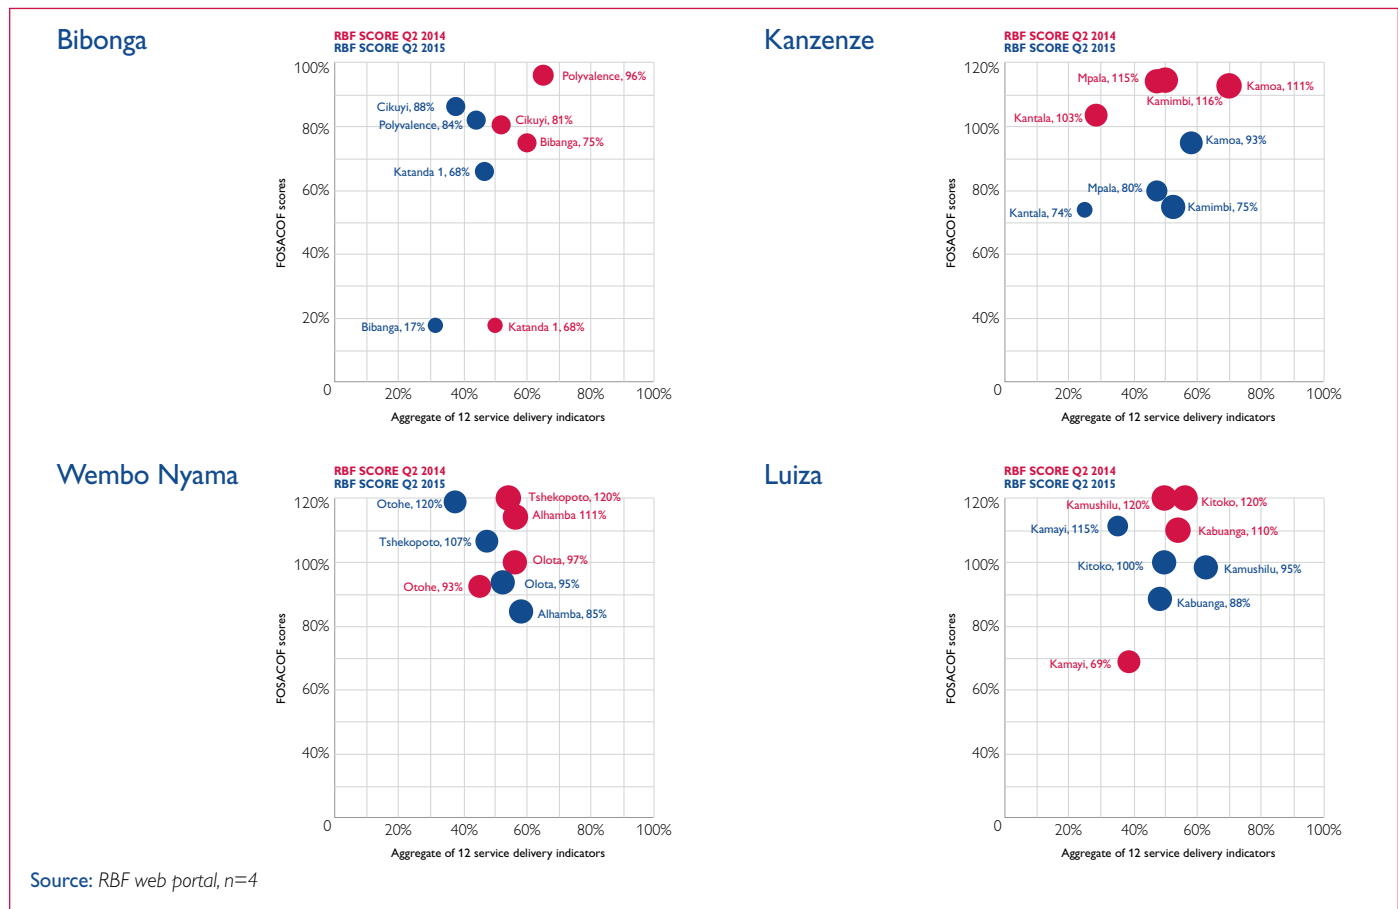 Bibonga
RBF SCORE Q2 2014
RBF SCORE Q2 2015
100%
80%
60%
40%
20%
0
FOSACOF scores
Polyvalence, 96%
Cikuyi, 88%
Polyvalence, 84%
Cikuyi, 81%
Bibanga, 75%
Katanda 1, 68%
Bibanga, 17%
Katanda 1, 68%
20% 40% 60% 80% 100%
Aggregate of 12 service delivery indicators
Kanzenze
RBF SCORE Q2 2014
RBF SCORE Q2 2015
120%
100%
80%
60%
40%
0
FOSACOF scores
Mpala, 115%
Kamoa, 111%
Kamimbi, 116%
Kantala, 103%
Kamoa, 93%
Mpala, 80%
Kamimbi, 75%
Kantala, 74%
20% 40% 60% 80% 100%
Aggregate of 12 service delivery indicators
Wembo Nyama
RBF SCORE Q2 2014
RBF SCORE Q2 2015
120%
100%
80%
60%
40%
0
FOSACOF scores
Otohe, 120%
Tshekopoto, 120%
Alhamba 111%
Tshekopoto, 107%
Olota, 97%
Otohe, 93%
Olota, 95%
Alhamba, 85%
20% 40% 60% 80% 100%
Aggregate of 12 service delivery indicators
Luiza
RBF SCORE Q2 2014
RBF SCORE Q2 2015
120%
100%
80%
60%
40%
0
FOSACOF scores
Kamushilu, 120%
Kitoko, 120%
Kamayi, 115%
Kabuanga, 110%
Kitoko, 100%
Kamushilu, 95%
Kabuanga, 88%
Kamayi, 69%
20% 40% 60% 80% 100%
Aggregate of 12 service delivery indicators
Source: RBF web portal, n=4